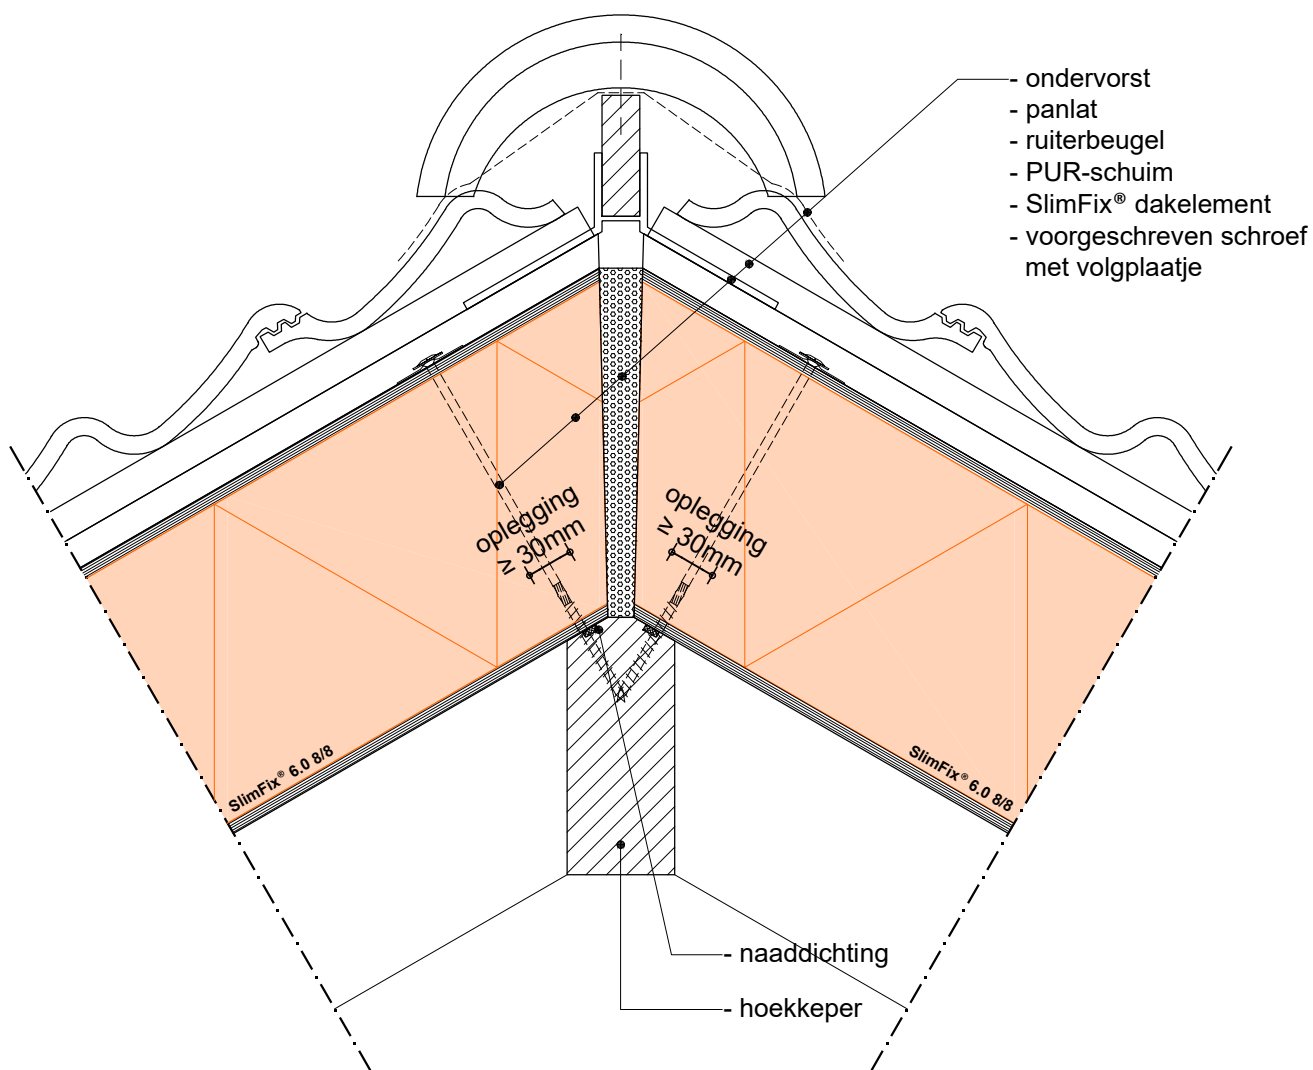 - ondervorst
- panlat
- ruiterbeugel
- PUR-schuim
- SlimFix® dakelement
- voorgeschreven schroef
met volgplaatje
oplegging
≥ 30mm
oplegging
≥ 30mm
SlimFix® 6.0 8/8
SlimFix® 6.0 8/8
- naaddichting
- hoekkeper